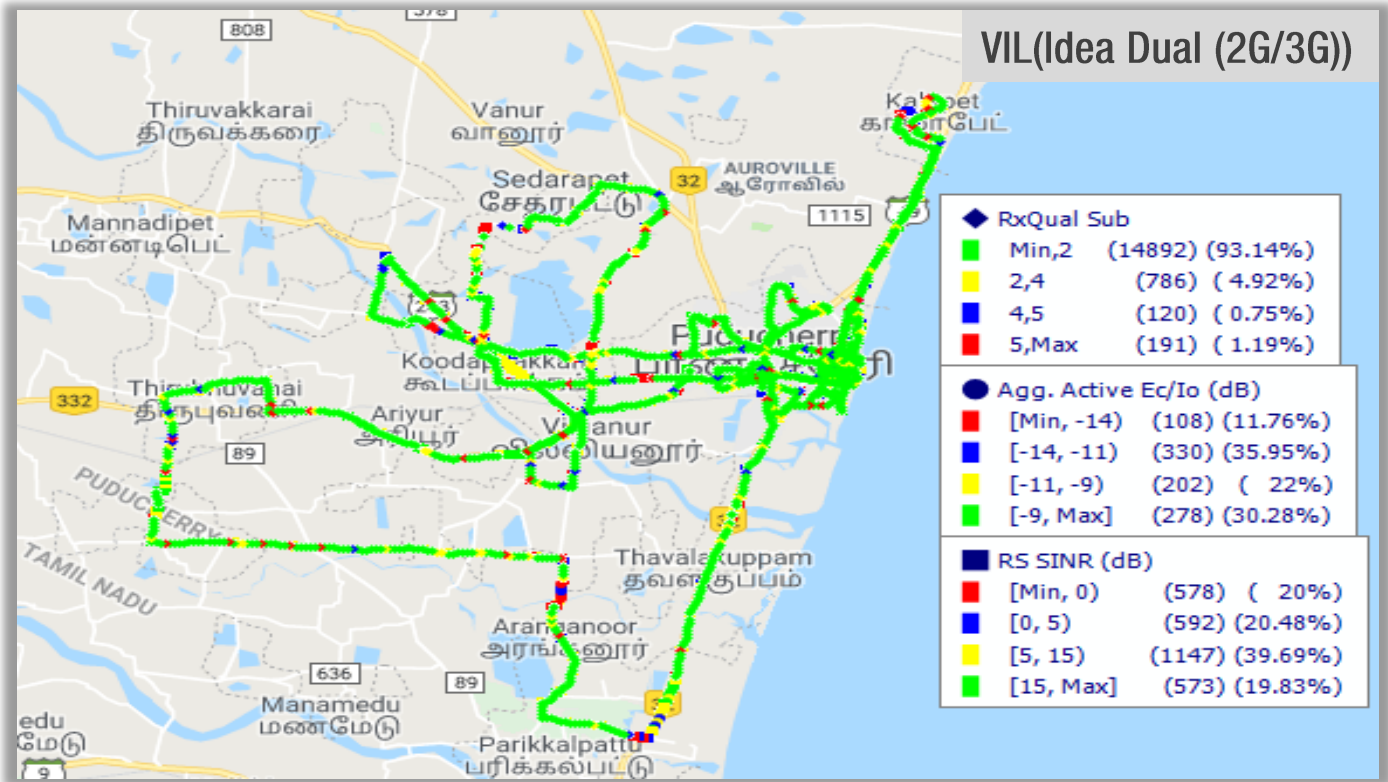 578
808
VIL(Idea Dual (2G/3G))
Thiruvakkarai
திருவக்கரை
Vanur
வானூர்
AUROVILLE
ஆரோவில்
Sedarapet
சேதரபட்டு
32
1115
Mannadipet
மன்னடிபெட்
RxQual Sub
Min,2 (14892) (93.14%)
2,4 (786) ( 4.92%)
4,5 (120) ( 0.75%)
5,Max (191) ( 1.19%)
332
Ariyur
அரியூர்
89
PUDUCHERRY
TAMIL NADU
Agg. Active Ec/Io (dB)
[Min, -14) (108) (11.76%)
[-14, -11) (330) (35.95%)
[-11, -9) (202) ( 22%)
[-9, Max] (278) (30.28%)
Thavalakuppam
தவளகுப்பம்
RS SINR (dB)
[Min, 0) (578) ( 20%)
[0, 5) (592) (20.48%)
[5, 15) (1147) (39.69%)
[15, Max] (573) (19.83%)
Aranganoor
அரங்கனூர்
636
89
Manamedu
மணமேடு
edu
மேடு
Parikkalpattu
பரிக்கல்பட்டு
9